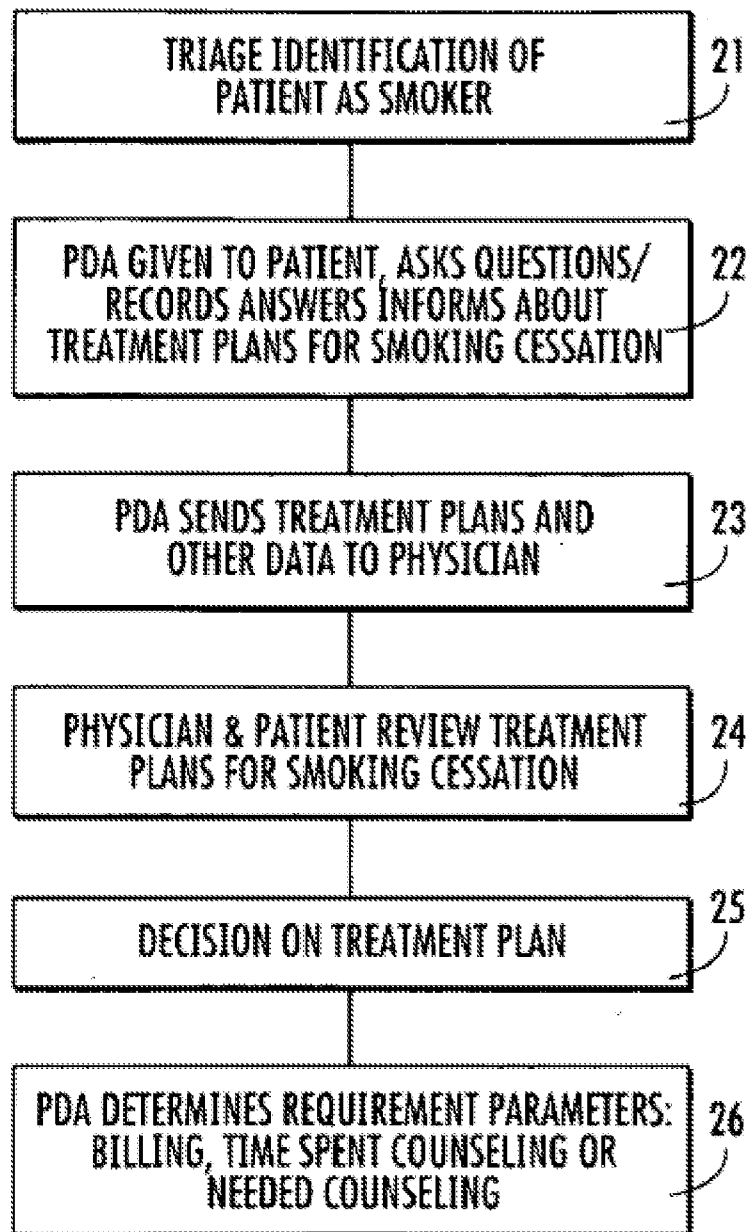 TRIAGE IDENTIFICATION OF
PATIENT AS SMOKER
21
PDA GIVEN TO PATIENT, ASKS QUESTIONS/
RECORDS ANSWERS INFORMS ABOUT
TREATMENT PLANS FOR SMOKING CESSATION
22
PDA SENDS TREATMENT PLANS AND
OTHER DATA TO PHYSICIAN
23
PHYSICIAN & PATIENT REVIEW TREATMENT
PLANS FOR SMOKING CESSATION
24
DECISION ON TREATMENT PLAN
25
PDA DETERMINES REQUIREMENT PARAMETERS:
BILLING, TIME SPENT COUNSELING OR
NEEDED COUNSELING
26